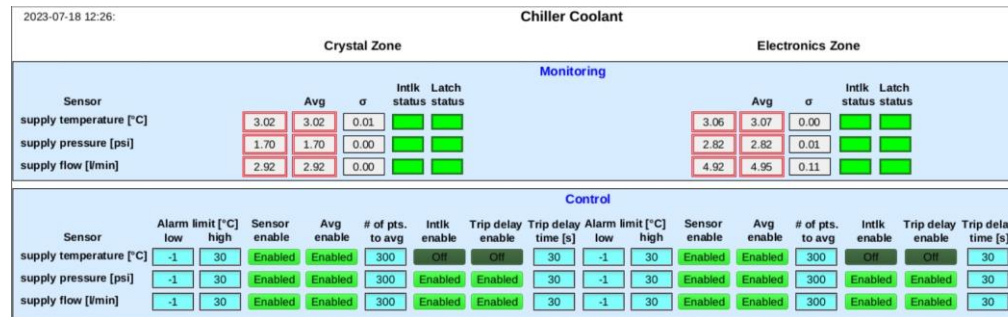 2023-07-18 12:26: Chiller Coolant
Crystal Zone Electronics Zone
Monitoring
Intlk Latch Intlk Latch
Sensor Avg σ status status Avg σ status status
supply temperature [°C] 3.02 3.02 0.01 3.06 3.07 0.00
supply pressure [psi] 1.70 1.70 0.00 2.82 2.82 0.01
supply flow [l/min] 2.92 2.92 0.00 4.92 4.95 0.11
Control
Alarm limit [°C] Sensor Avg # of pts. Intlk Trip delay Trip delay Alarm limit [°C] Sensor Avg # of pts. Intlk Trip delay Trip dela
Sensor low high enable enable to avg enable enable time [s] low high enable enable to avg enable enable time [s]
supply temperature [°C] -1 30 Enabled Enabled 300 Off Off 30 -1 30 Enabled Enabled 300 Off Off 30
supply pressure [psi] -1 30 Enabled Enabled 300 Enabled Enabled 30 -1 30 Enabled Enabled 300 Enabled Enabled 30
supply flow [l/min] -1 30 Enabled Enabled 300 Enabled Enabled 30 -1 30 Enabled Enabled 300 Enabled Enabled 30